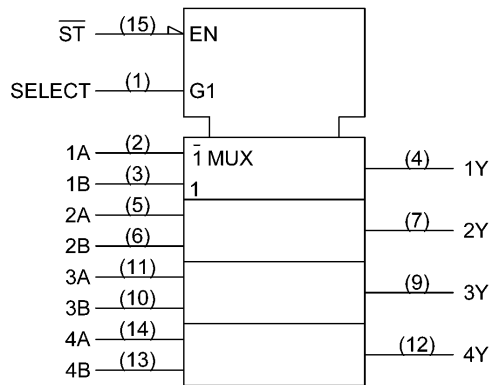 S̅T̅ (15) EN
SELECT (1) G1
1A (2) 1̅ MUX (4) 1Y
1B (3) 1
2A (5) (7) 2Y
2B (6)
3A (11) (9) 3Y
3B (10)
4A (14) (12) 4Y
4B (13)